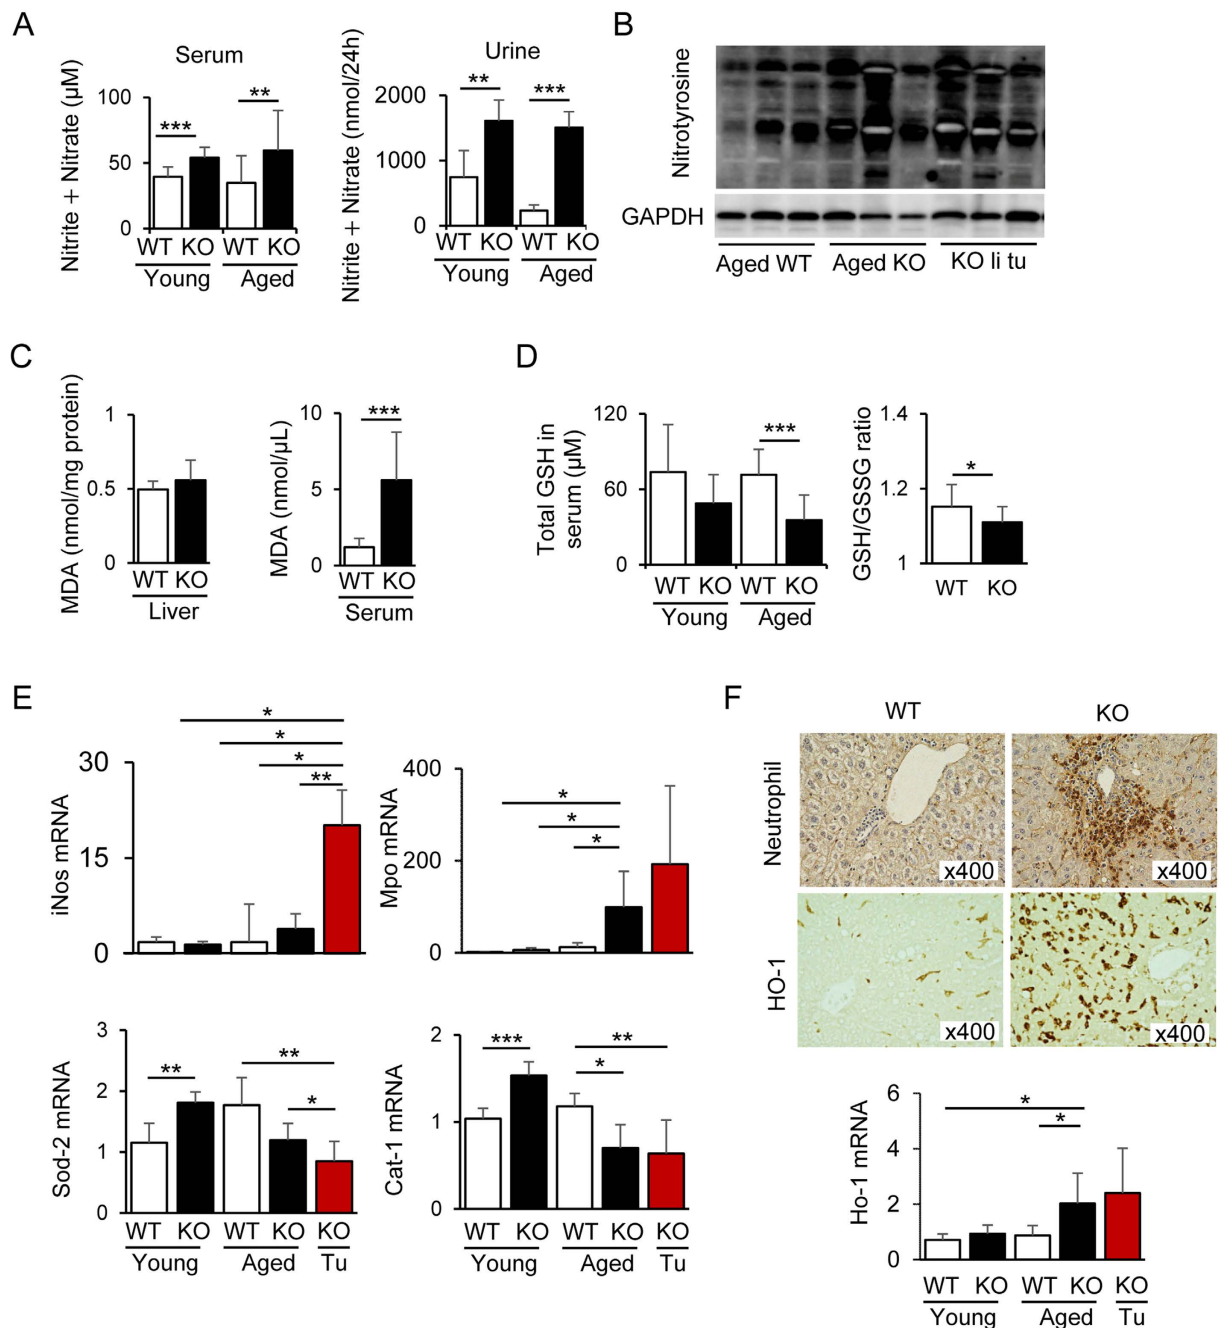 A
Serum
Nitrite + Nitrate (μM)
100
50
0
***
**
WT KO WT KO
Young Aged
Urine
Nitrite + Nitrate (nmol/24h)
2000
1000
0
**
***
WT KO WT KO
Young Aged
B
Nitrotyrosine
GAPDH
Aged WT Aged KO KO li tu
C
MDA (nmol/mg protein)
1
0.5
0
WT KO
Liver
MDA (nmol/μL)
10
5
0
***
WT KO
Serum
D
Total GSH in
serum (μM)
120
60
0
***
WT KO WT KO
Young Aged
GSH/GSSG ratio
1.4
1.2
1
*
WT KO
E
iNos mRNA
30
15
0
*
*
*
**
Mpo mRNA
400
200
0
*
*
*
Sod-2 mRNA
3
2
1
0
**
**
*
WT KO WT KO KO
Young Aged Tu
Cat-1 mRNA
2
1
0
***
**
*
WT KO WT KO KO
Young Aged Tu
F
WT KO
Neutrophil
x400
x400
HO-1
x400
x400
Ho-1 mRNA
6
4
2
0
*
*
WT KO WT KO KO
Young Aged Tu